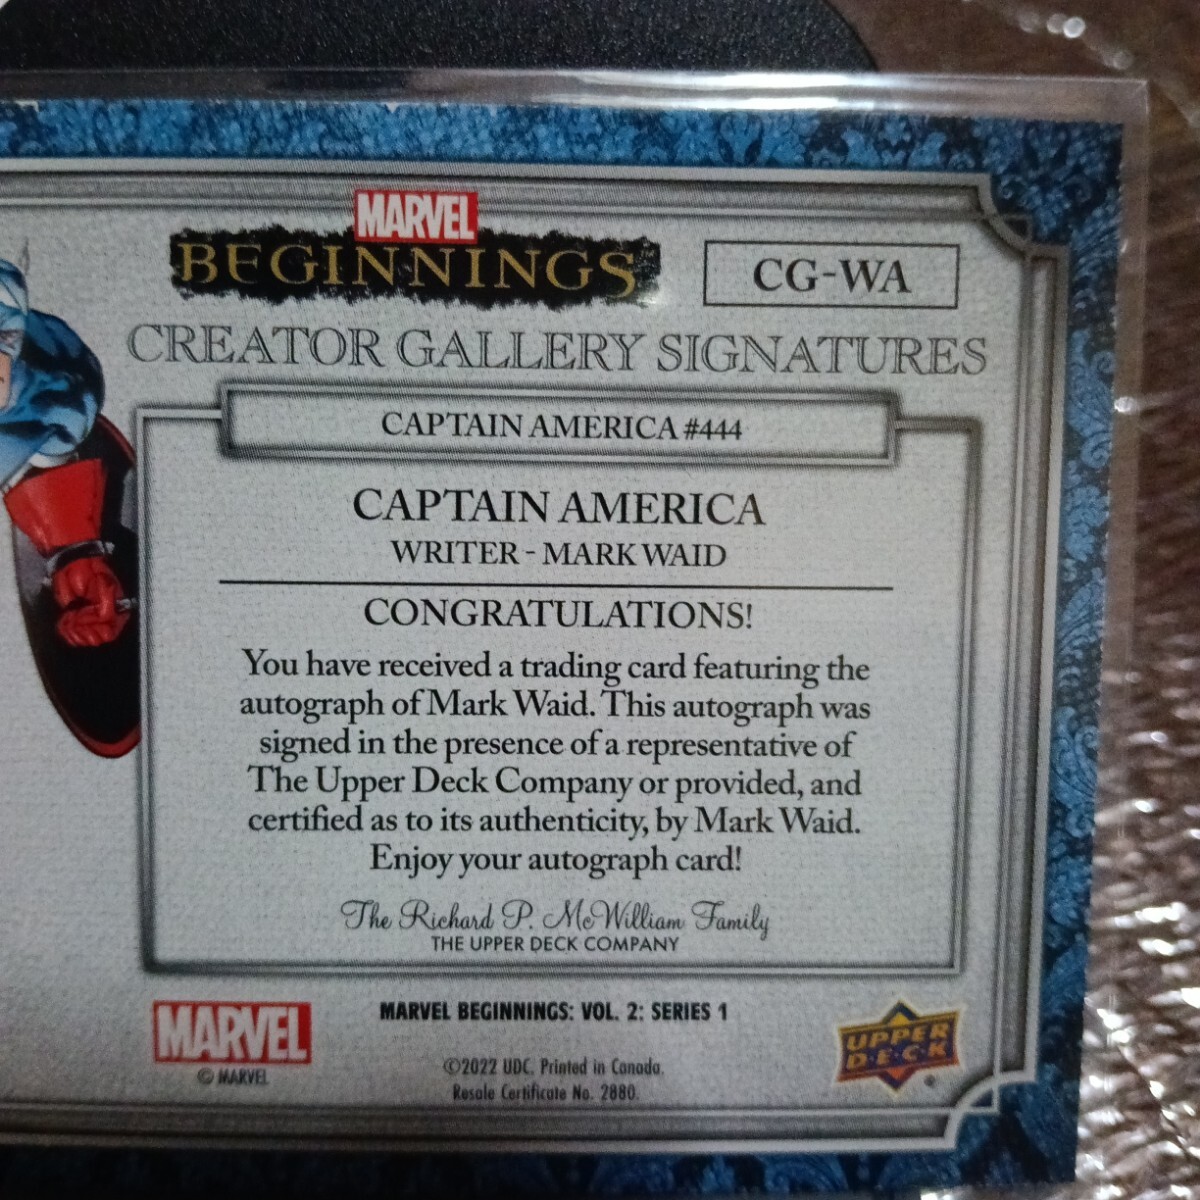 MARVEL
BEGINNINGS
CG-WA
CREATOR GALLERY SIGNATURES
CAPTAIN AMERICA #444
CAPTAIN AMERICA
WRITER - MARK WAID
CONGRATULATIONS!
You have received a trading card featuring the
autograph of Mark Waid. This autograph was
signed in the presence of a representative of
The Upper Deck Company or provided, and
certified as to its authenticity, by Mark Waid.
Enjoy your autograph card!
The Richard P. McWilliam Family
THE UPPER DECK COMPANY
MARVEL
© MARVEL
MARVEL BEGINNINGS: VOL. 2: SERIES 1
©2022 UDC. Printed in Canada.
Resale Certificate No. 2880.
UPPER
DECK